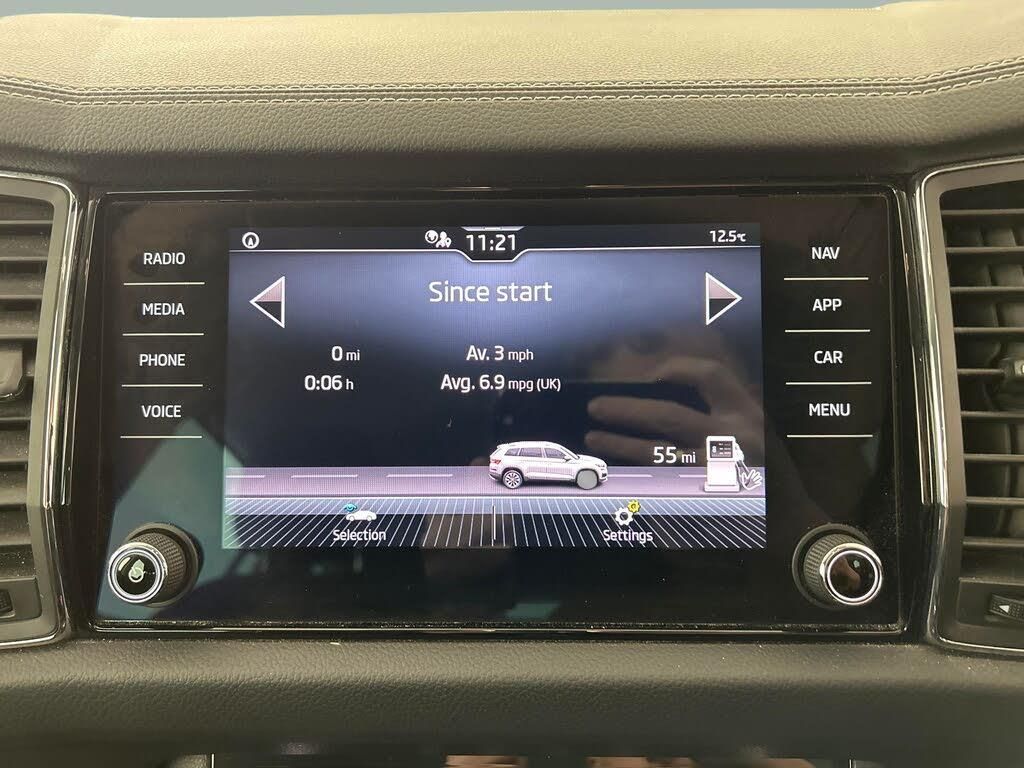 11:21
12.5°C
RADIO
MEDIA
PHONE
VOICE
Since start
0 mi
Av. 3 mph
0:06 h
Avg. 6.9 mpg (UK)
55 mi
Selection
Settings
NAV
APP
CAR
MENU